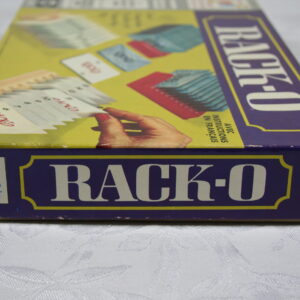 RACK-O
AVEC
INSTRUCTIONS
EN FRANÇAIS
RACK-O